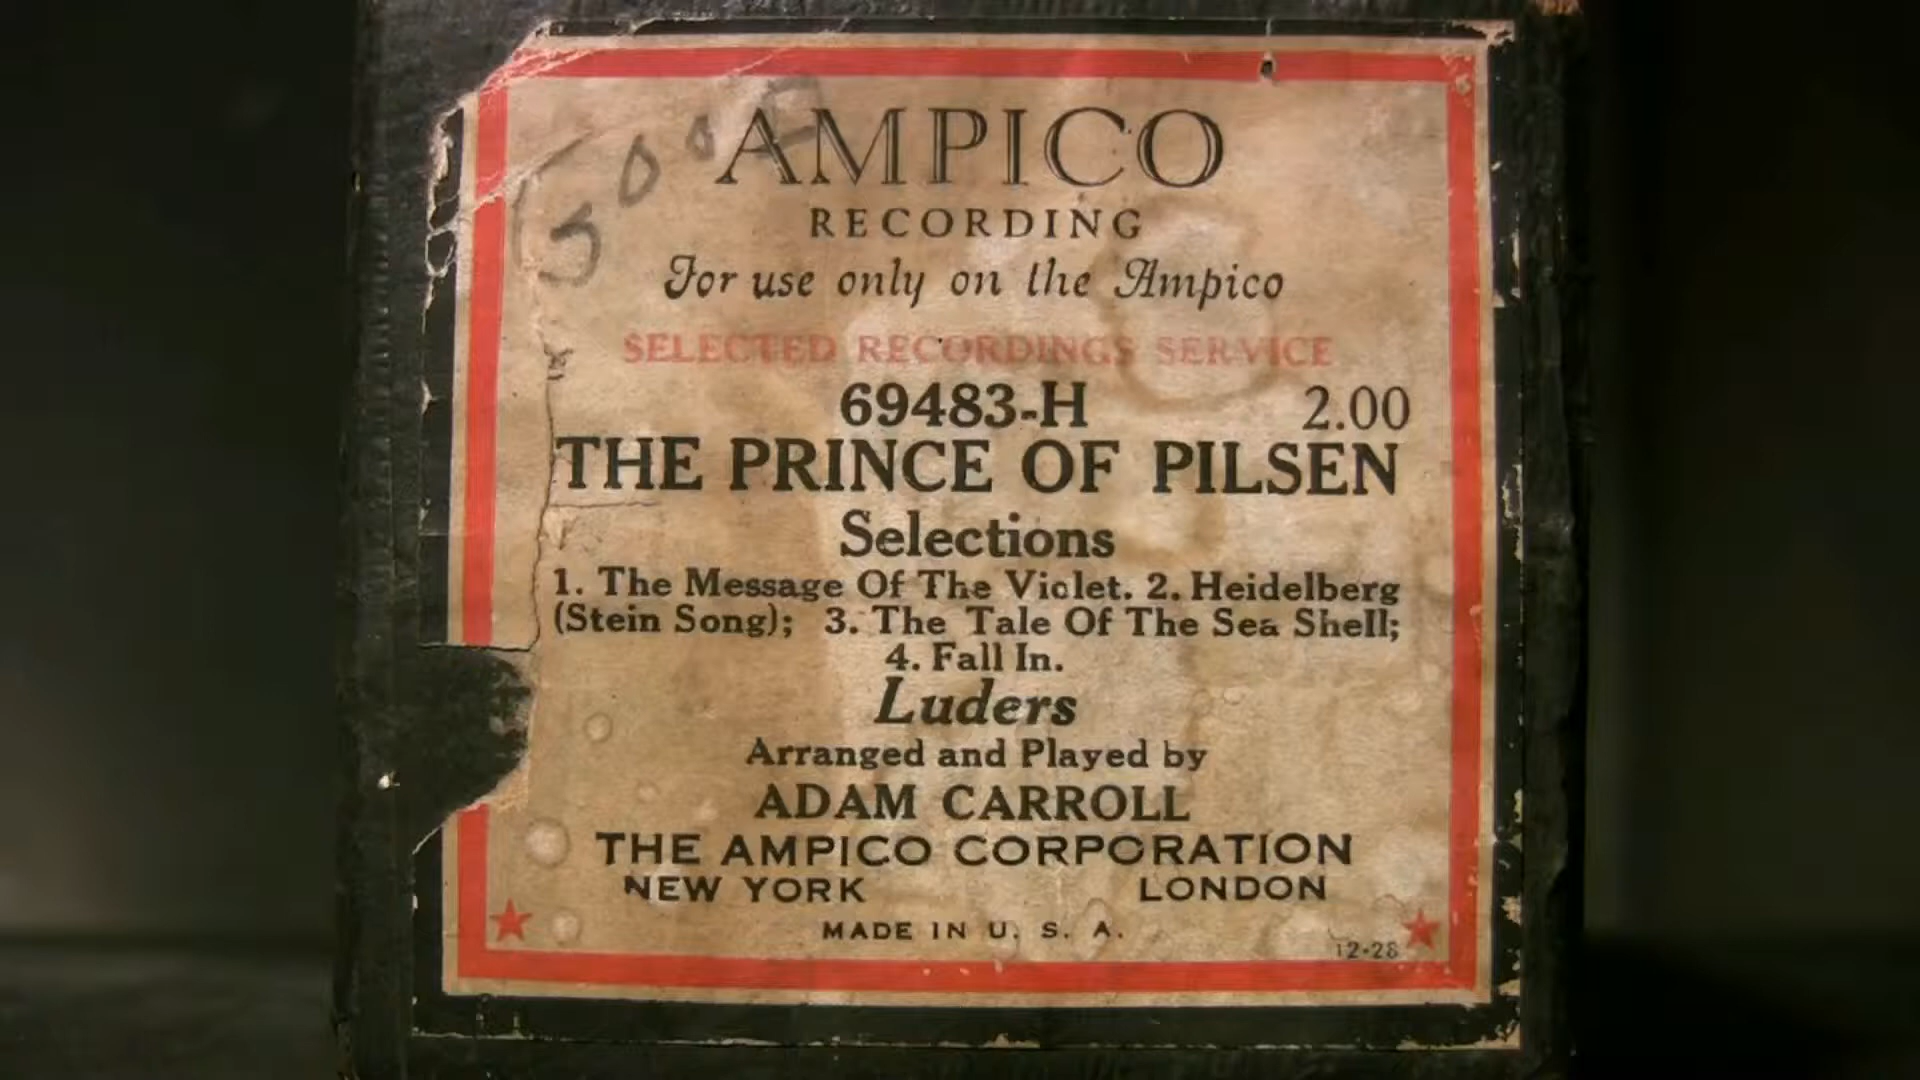 GOOD
AMPICO
RECORDING
For use only on the Ampico
SELECTED RECORDINGS SERVICE
69483-H 2.00
THE PRINCE OF PILSEN
Selections
1. The Message Of The Violet. 2. Heidelberg
(Stein Song); 3. The Tale Of The Sea Shell;
4. Fall In.
Luders
Arranged and Played by
ADAM CARROLL
THE AMPICO CORPORATION
NEW YORK LONDON
MADE IN U. S. A.
12-28